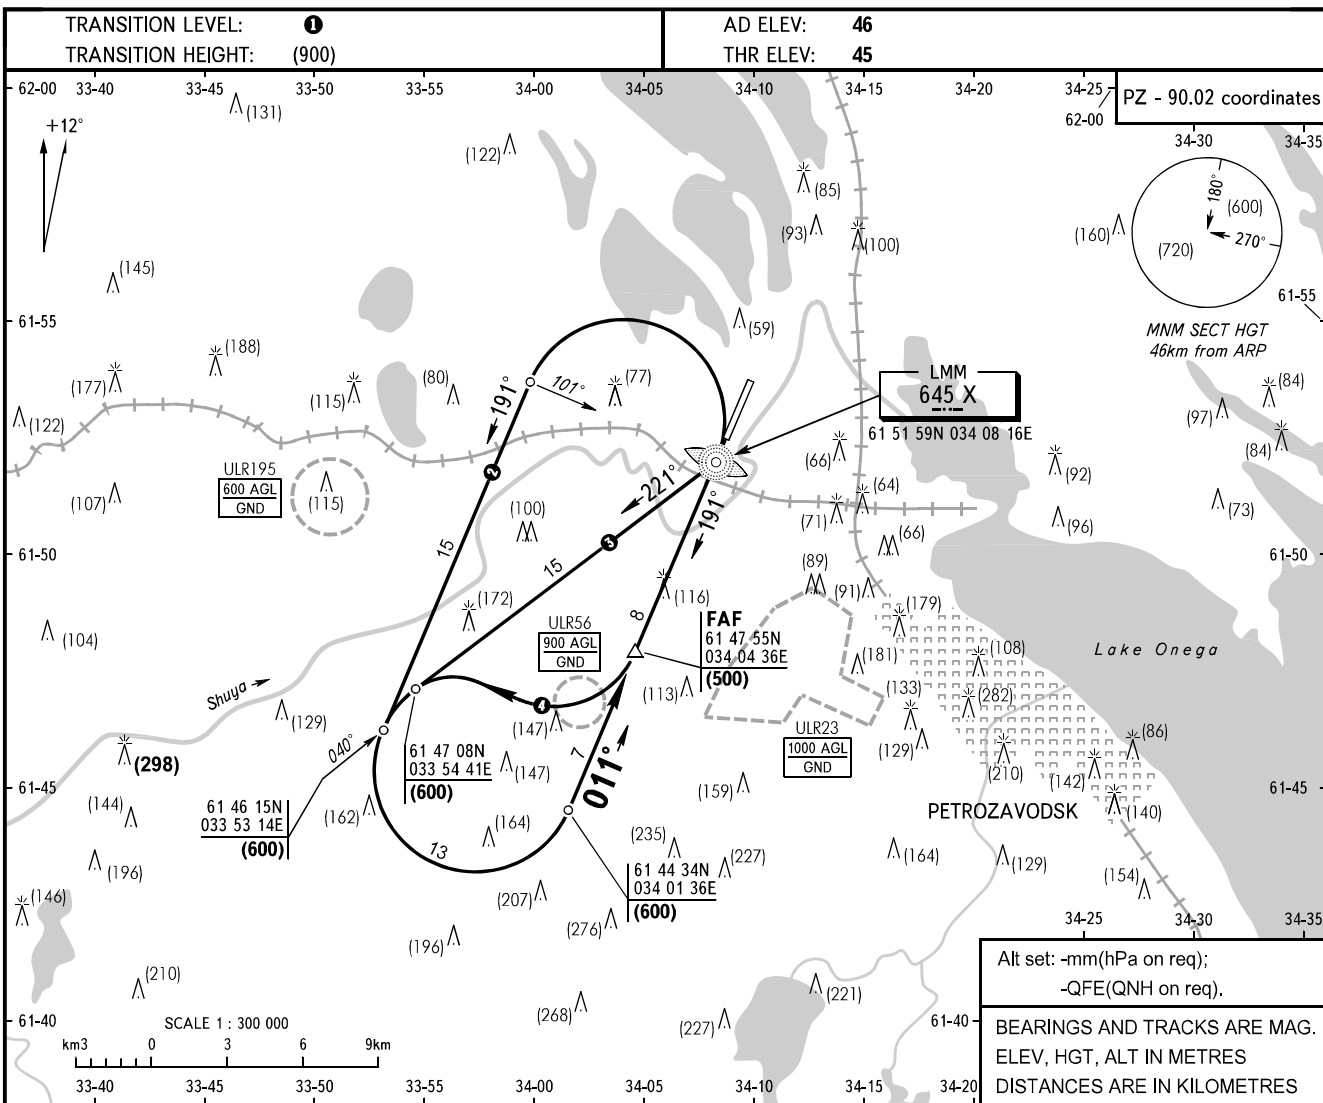 TRANSITION LEVEL: ❶
TRANSITION HEIGHT: (900)
AD ELEV: 46
THR ELEV: 45
62-00 33-40 33-45 33-50 33-55 34-00 34-05 34-10 34-15 34-20 34-25
62-00
PZ - 90.02 coordinates
34-30 34-35
+12°
(131)
(122)
(85)
(93)
(100)
(160)
180°
(600)
270°
(720)
MNM SECT HGT
46km from ARP
61-55
(145)
61-55
(59)
(188)
(177)
(115)
(80)
(77)
101°
191°
LMM
645 X
61 51 59N 034 08 16E
(84)
(97)
(84)
(122)
(66)
(92)
ULR195
600 AGL
GND
(115)
(107)
❷
221°
191°
(64)
(71)
(73)
(96)
(100)
❸
(66)
61-50
61-50
15
15
(89)
(91)
(116)
8
(172)
(179)
ULR56
900 AGL
GND
FAF
61 47 55N
034 04 36E
(500)
(104)
(181)
(108)
Lake Onega
Shuya
(113)
(133)
(282)
❹
(147)
(129)
(129)
ULR23
1000 AGL
GND
(86)
(210)
(142)
040°
61 47 08N
033 54 41E
(600)
(147)
7
011°
(298)
61-45
61-45
(159)
(144)
61 46 15N
033 53 14E
(600)
(162)
PETROZAVODSK
(140)
(164)
13
(235)
(227)
(164)
(129)
(196)
61 44 34N
034 01 36E
(600)
(154)
(146)
(207)
(276)
(196)
34-25 34-30 34-35
(210)
(221)
(268)
(227)
61-40
61-40
SCALE 1 : 300 000
km3 0 3 6 9km
33-40 33-45 33-50 33-55 34-00 34-05 34-10 34-15 34-20
Alt set: -mm(hPa on req);
-QFE(QNH on req).
BEARINGS AND TRACKS ARE MAG.
ELEV, HGT, ALT IN METRES
DISTANCES ARE IN KILOMETRES